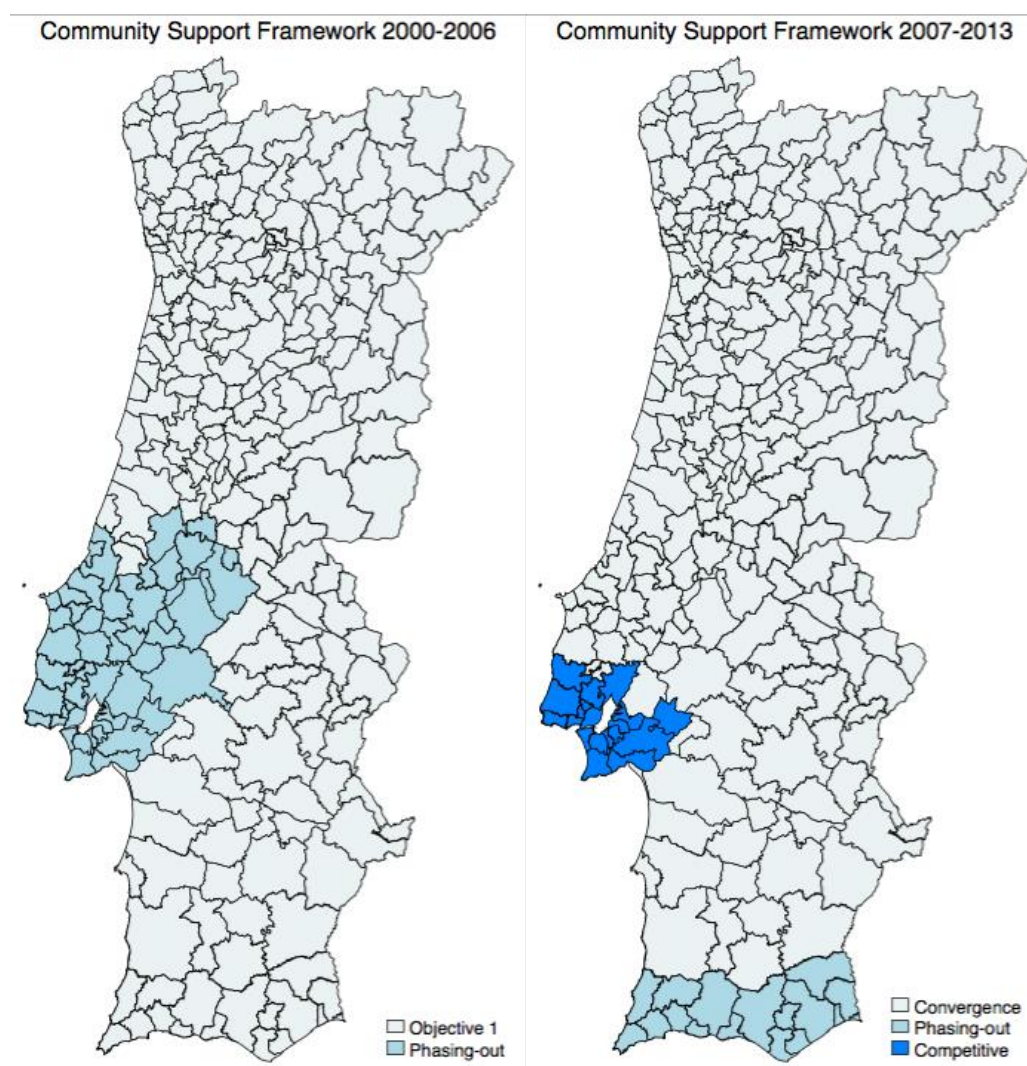 Community Support Framework 2000-2006
Community Support Framework 2007-2013
Objective 1
Phasing-out
Convergence
Phasing-out
Competitive